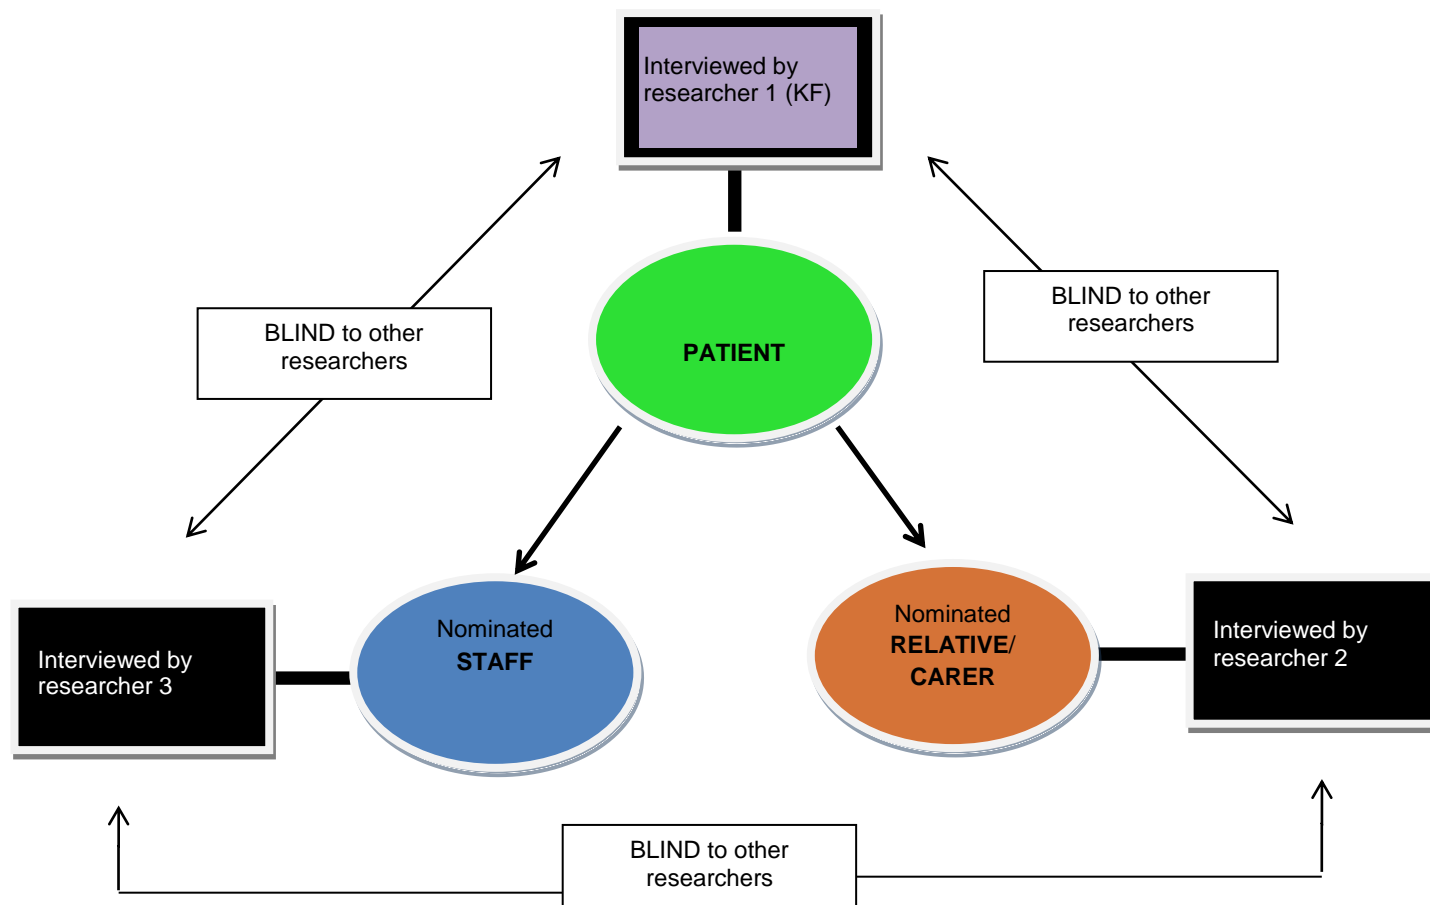 Interviewed by
researcher 1 (KF)
BLIND to other
researchers
BLIND to other
researchers
PATIENT
Nominated
STAFF
Nominated
RELATIVE/
CARER
Interviewed by
researcher 3
Interviewed by
researcher 2
BLIND to other
researchers